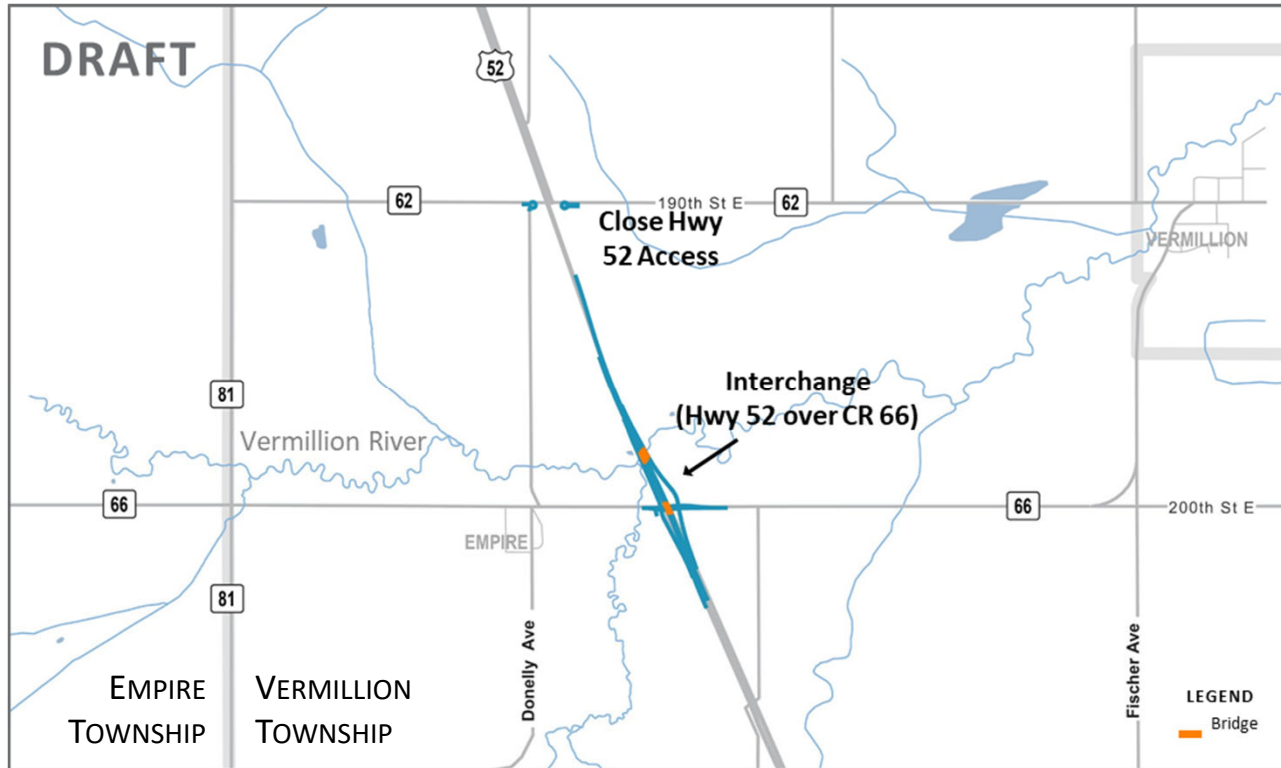 DRAFT
52
62
190th St E
62
Close Hwy
52 Access
VERMILLION
81
Interchange
(Hwy 52 over CR 66)
Vermillion River
66
66
200th St E
EMPIRE
81
Donelly Ave
Fischer Ave
EMPIRE
TOWNSHIP
VERMILLION
TOWNSHIP
LEGEND
Bridge